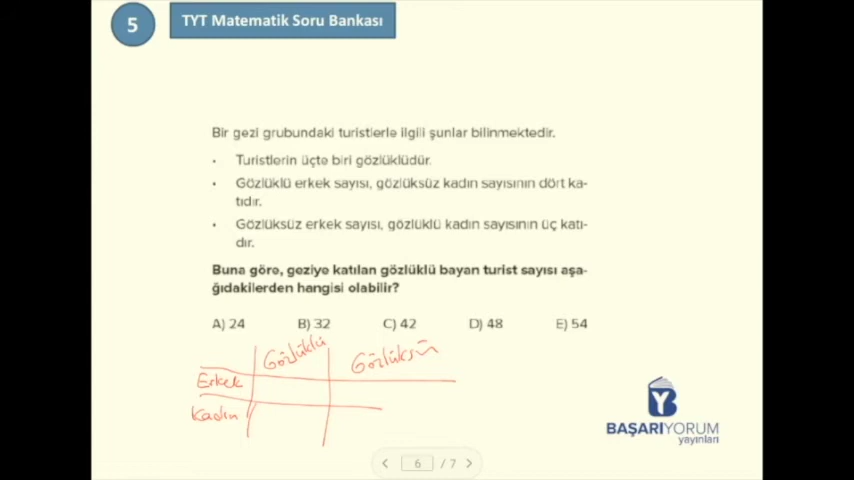 5
TYT Matematik Soru Bankası
Bir gezi grubundaki turistlerle ilgili şunlar bilinmektedir.
• Turistlerin üçte biri gözlüklüdür.
• Gözlüklü erkek sayısı, gözlüksüz kadın sayısının dört ka-
tıdır.
• Gözlüksüz erkek sayısı, gözlüklü kadın sayısının üç katı-
dır.
Buna göre, geziye katılan gözlüklü bayan turist sayısı aşa-
ğıdakilerden hangisi olabilir?
A) 24 B) 32 C) 42 D) 48 E) 54
Gözlüklü Gözlüksü
Erkek
Kadın
BAŞARIYORUM
yayınları
6 / 7